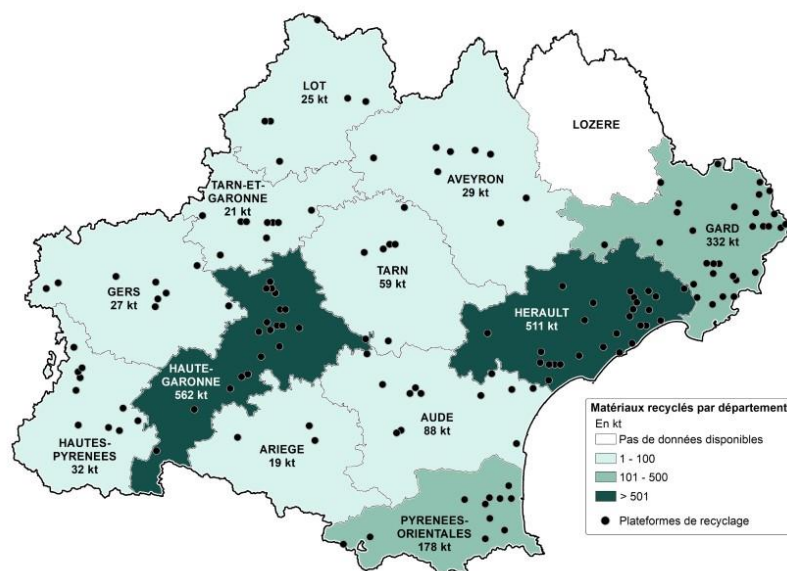 LOT
25 kt
LOZERE
AVEYRON
29 kt
TARN-ET-
GARONNE
21 kt
GARD
332 kt
TARN
59 kt
GERS
27 kt
HERAULT
511 kt
HAUTE-
GARONNE
562 kt
AUDE
88 kt
HAUTES-
PYRENEES
32 kt
ARIEGE
19 kt
PYRENEES-
ORIENTALES
178 kt
Matériaux recyclés par département
En kt
Pas de données disponibles
1 - 100
101 - 500
> 501
Plateformes de recyclage